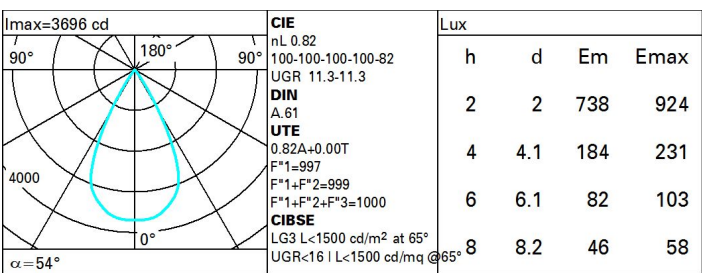 Imax=3696 cd
90° 180° 90°
4000
0°
α=54°
CIE
nL 0.82
100-100-100-100-82
UGR 11.3-11.3
DIN
A.61
UTE
0.82A+0.00T
F"1=997
F"1+F"2=999
F"1+F"2+F"3=1000
CIBSE
LG3 L<1500 cd/m² at 65°
UGR<16 | L<1500 cd/mq @65°
Lux
h d Em Emax
2 2 738 924
4 4.1 184 231
6 6.1 82 103
8 8.2 46 58